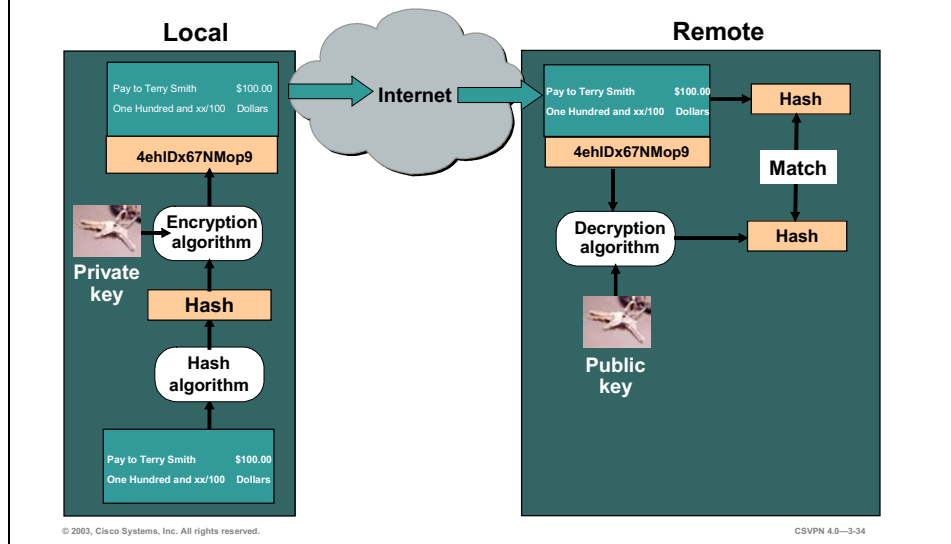 Local
Remote
Pay to Terry Smith $100.00
One Hundred and xx/100 Dollars
4ehIDx67NMop9
Encryption
algorithm
Private
key
Hash
Hash
algorithm
Pay to Terry Smith $100.00
One Hundred and xx/100 Dollars
Internet
Pay to Terry Smith $100.00
One Hundred and xx/100 Dollars
4ehIDx67NMop9
Hash
Match
Hash
Decryption
algorithm
Public
key
© 2003, Cisco Systems, Inc. All rights reserved.
CSVPN 4.0—3-34